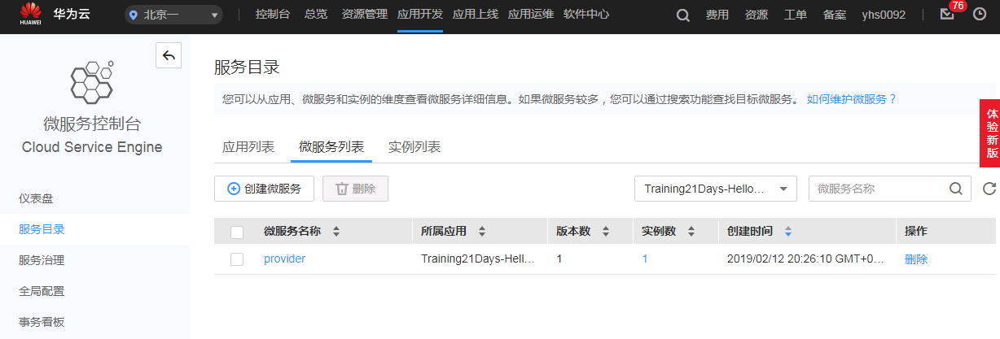 HUAWEI 华为云 北京一 控制台 总览 资源管理 应用开发 应用上线 应用运维 软件中心 费用 资源 工单 备案 yhs0092 76
微服务控制台
Cloud Service Engine
仪表盘
服务目录
服务治理
全局配置
事务看板
服务目录
您可以从应用、微服务和实例的维度查看微服务详细信息。如果微服务较多，您可以通过搜索功能查找目标微服务。 如何维护微服务？
应用列表 微服务列表 实例列表
创建微服务 删除 Training21Days-Hello... 微服务名称
微服务名称 所属应用 版本数 实例数 创建时间 操作
provider Training21Days-Hell... 1 1 2019/02/12 20:26:10 GMT+0... 删除
体验新版